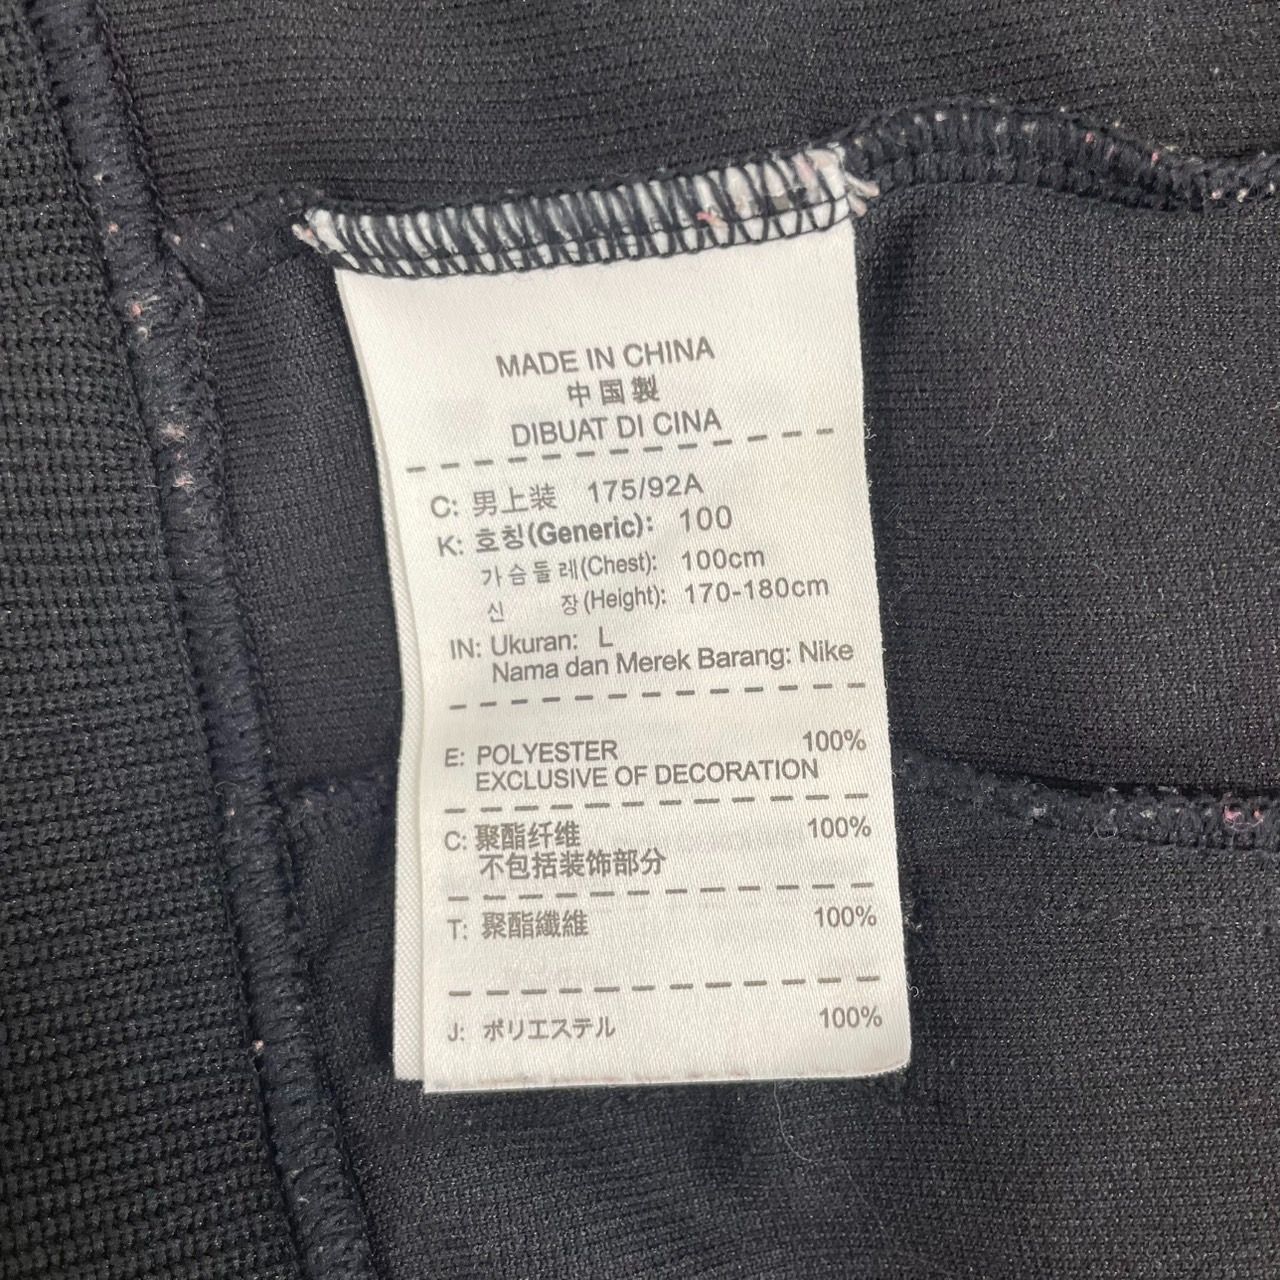 MADE IN CHINA
中国製
DIBUAT DI CINA
C: 男上装 175/92A
K: 호칭(Generic): 100
가슴둘레(Chest): 100cm
신 장(Height): 170-180cm
IN: Ukuran: L
Nama dan Merek Barang: Nike
E: POLYESTER 100%
EXCLUSIVE OF DECORATION
C: 聚酯纤维 100%
不包括装饰部分
T: 聚酯纖維 100%
J: ポリエステル 100%